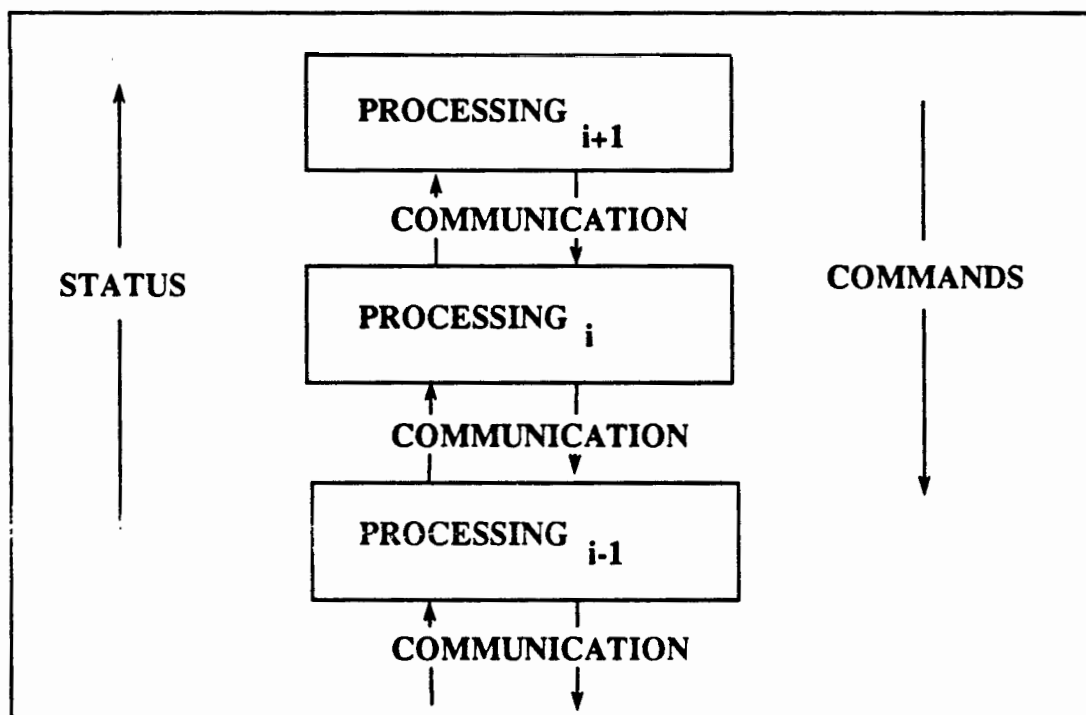 PROCESSING i+1
COMMUNICATION
STATUS
PROCESSING i
COMMANDS
COMMUNICATION
PROCESSING i-1
COMMUNICATION